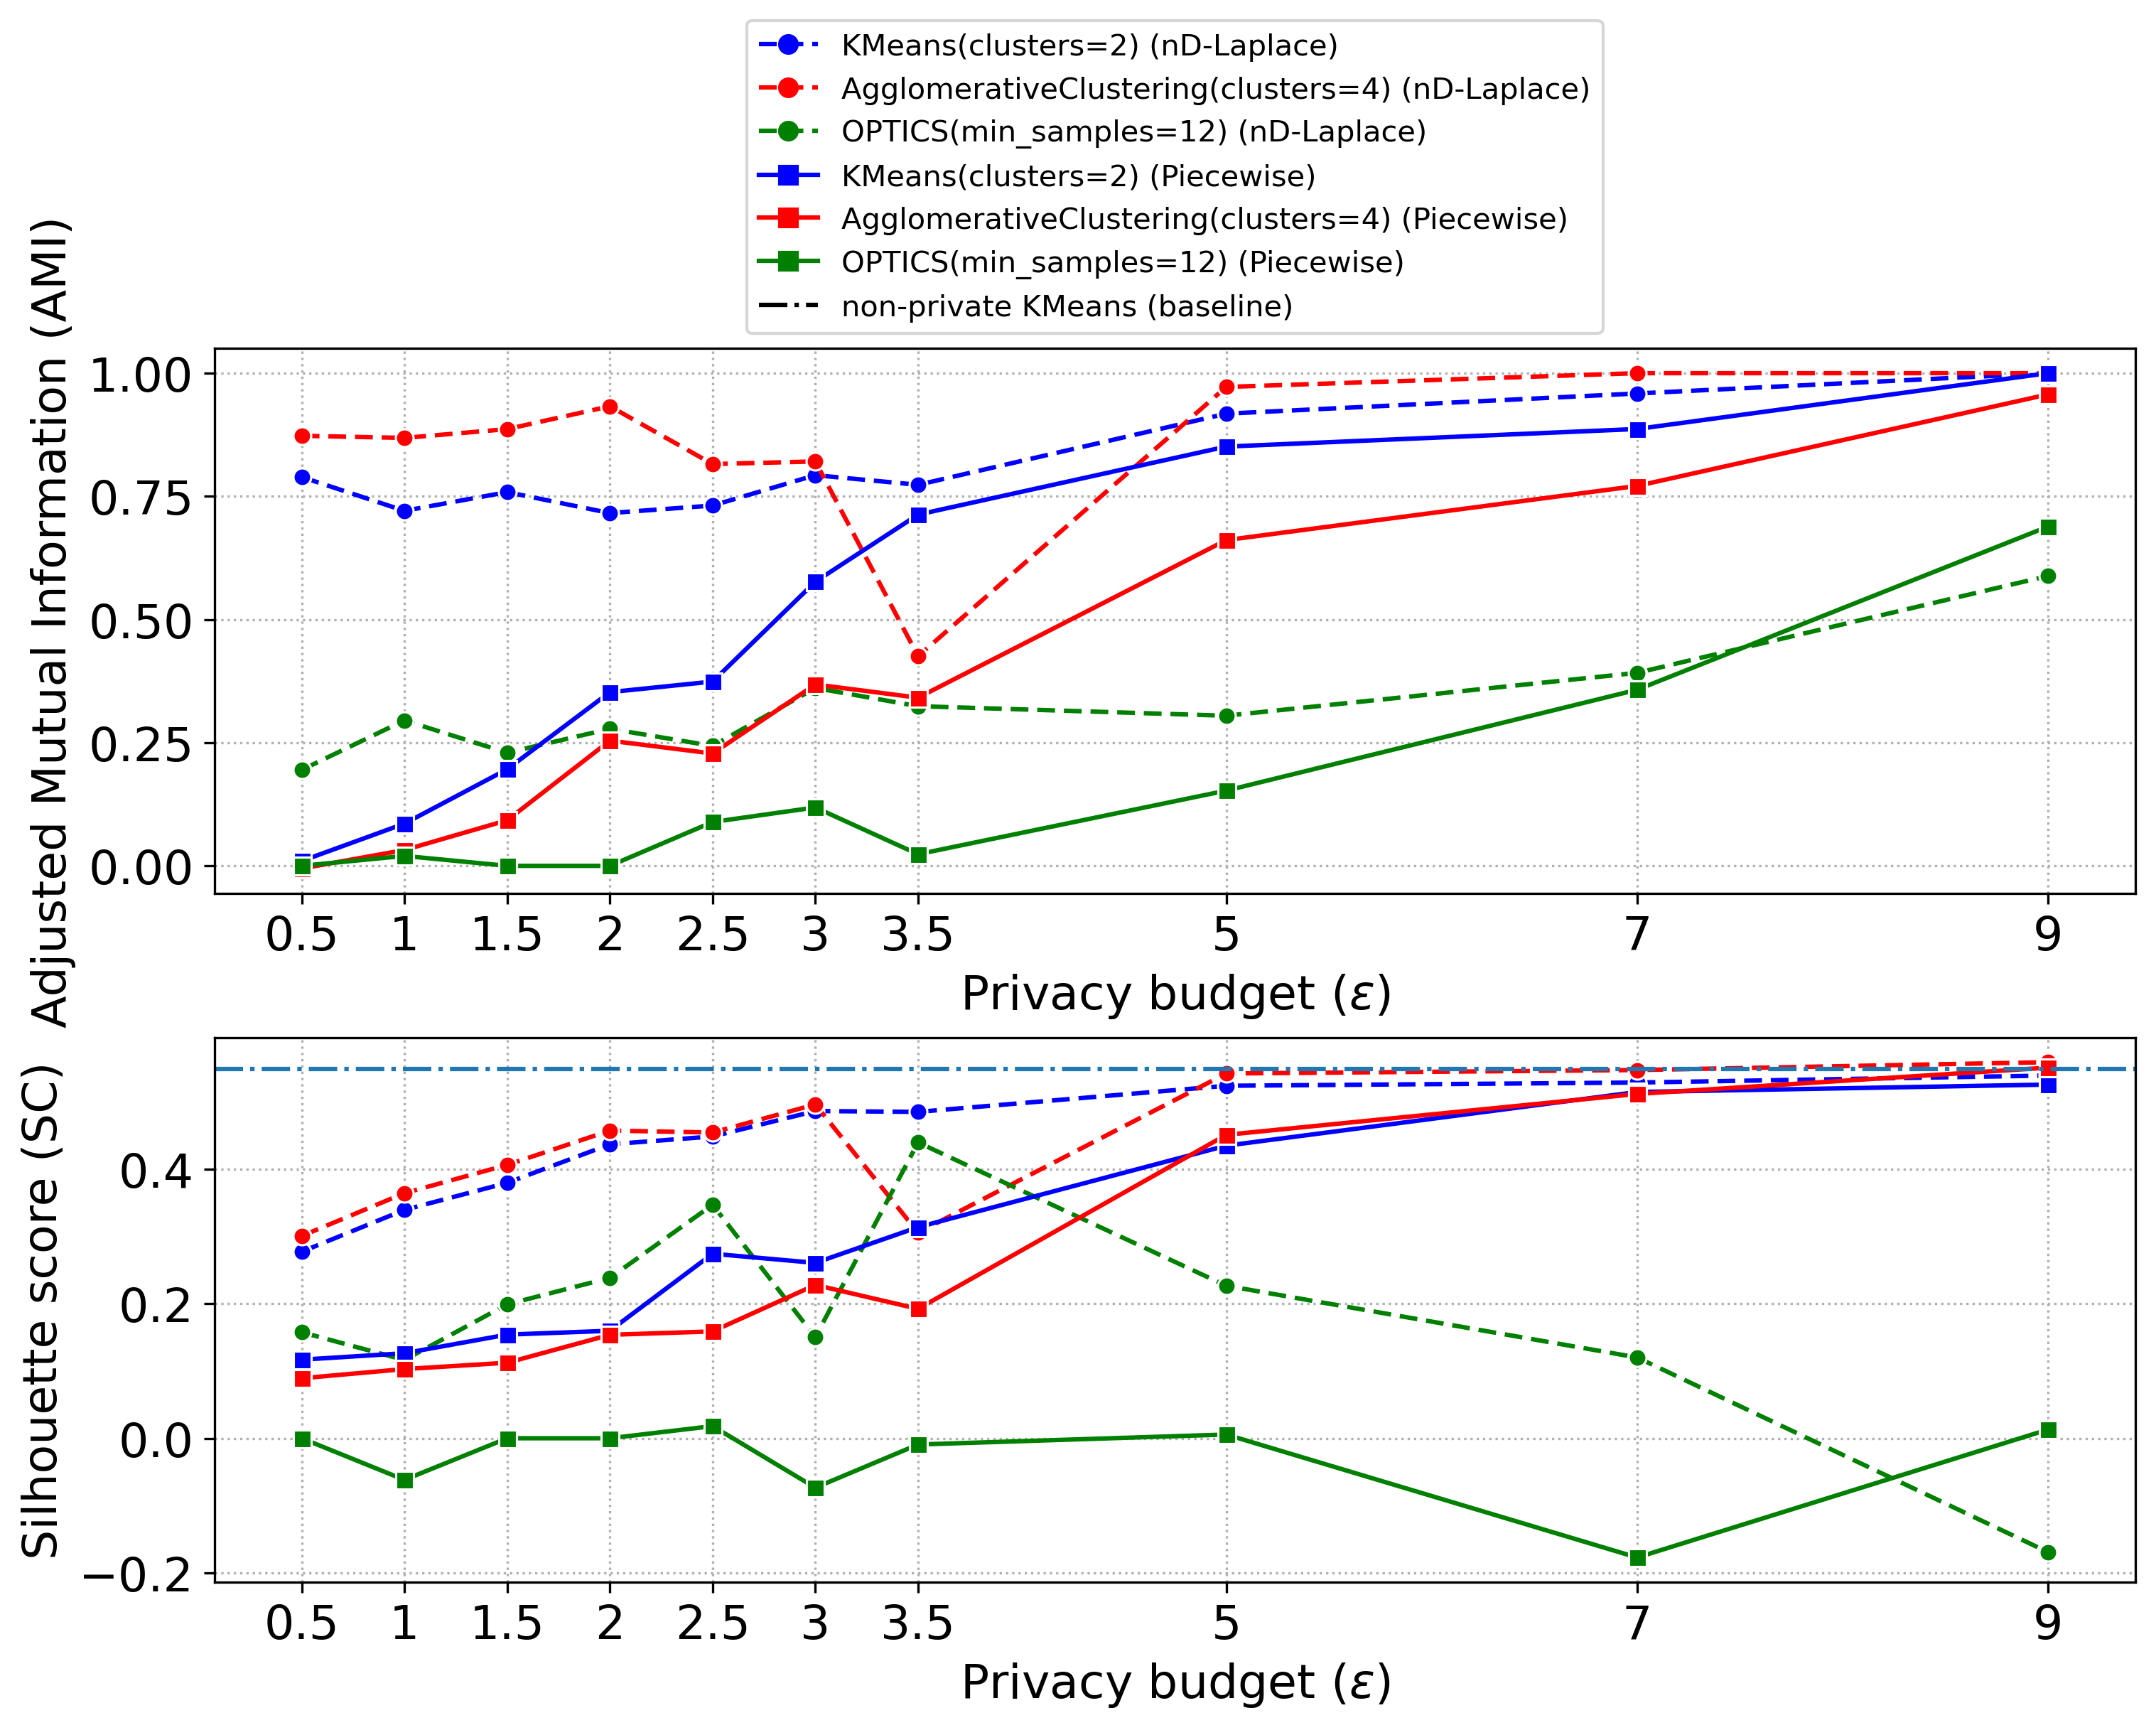 KMeans(clusters=2) (nD-Laplace)
AgglomerativeClustering(clusters=4) (nD-Laplace)
OPTICS(min_samples=12) (nD-Laplace)
KMeans(clusters=2) (Piecewise)
AgglomerativeClustering(clusters=4) (Piecewise)
OPTICS(min_samples=12) (Piecewise)
non-private KMeans (baseline)
Adjusted Mutual Information (AMI)
1.00
0.75
0.50
0.25
0.00
0.5 1 1.5 2 2.5 3 3.5 5 7 9
Privacy budget (ε)
Silhouette score (SC)
0.4
0.2
0.0
−0.2
0.5 1 1.5 2 2.5 3 3.5 5 7 9
Privacy budget (ε)